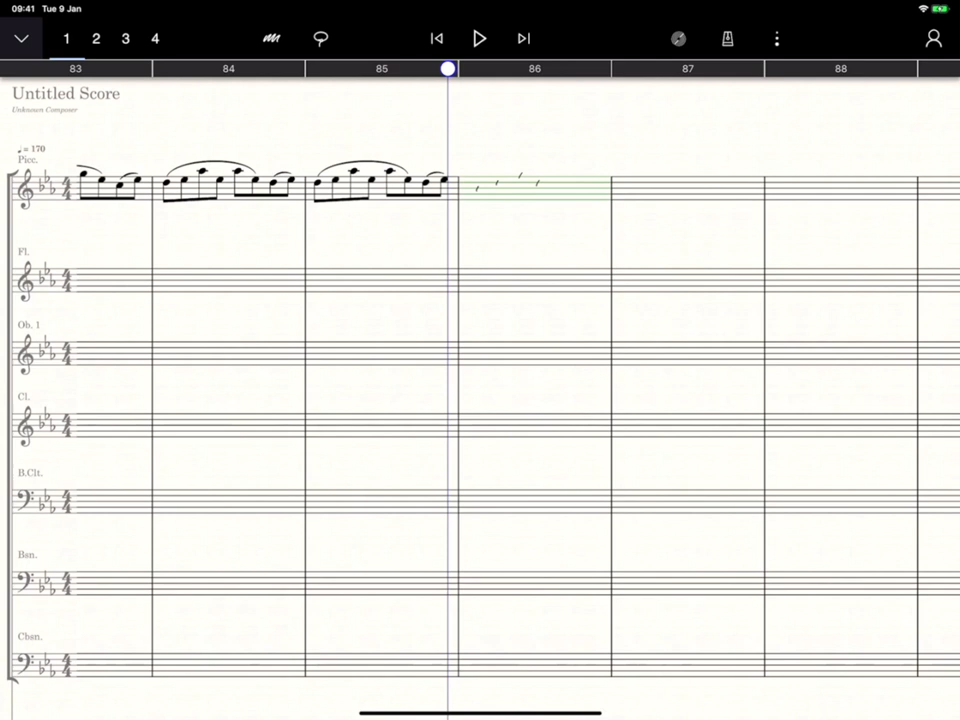 09:41 Tue 9 Jan
1 2 3 4
83 84 85 86 87 88
Untitled Score
Unknown Composer
♩ = 170
Picc.
Fl.
Ob. 1
Cl.
B.Clt.
Bsn.
Cbsn.